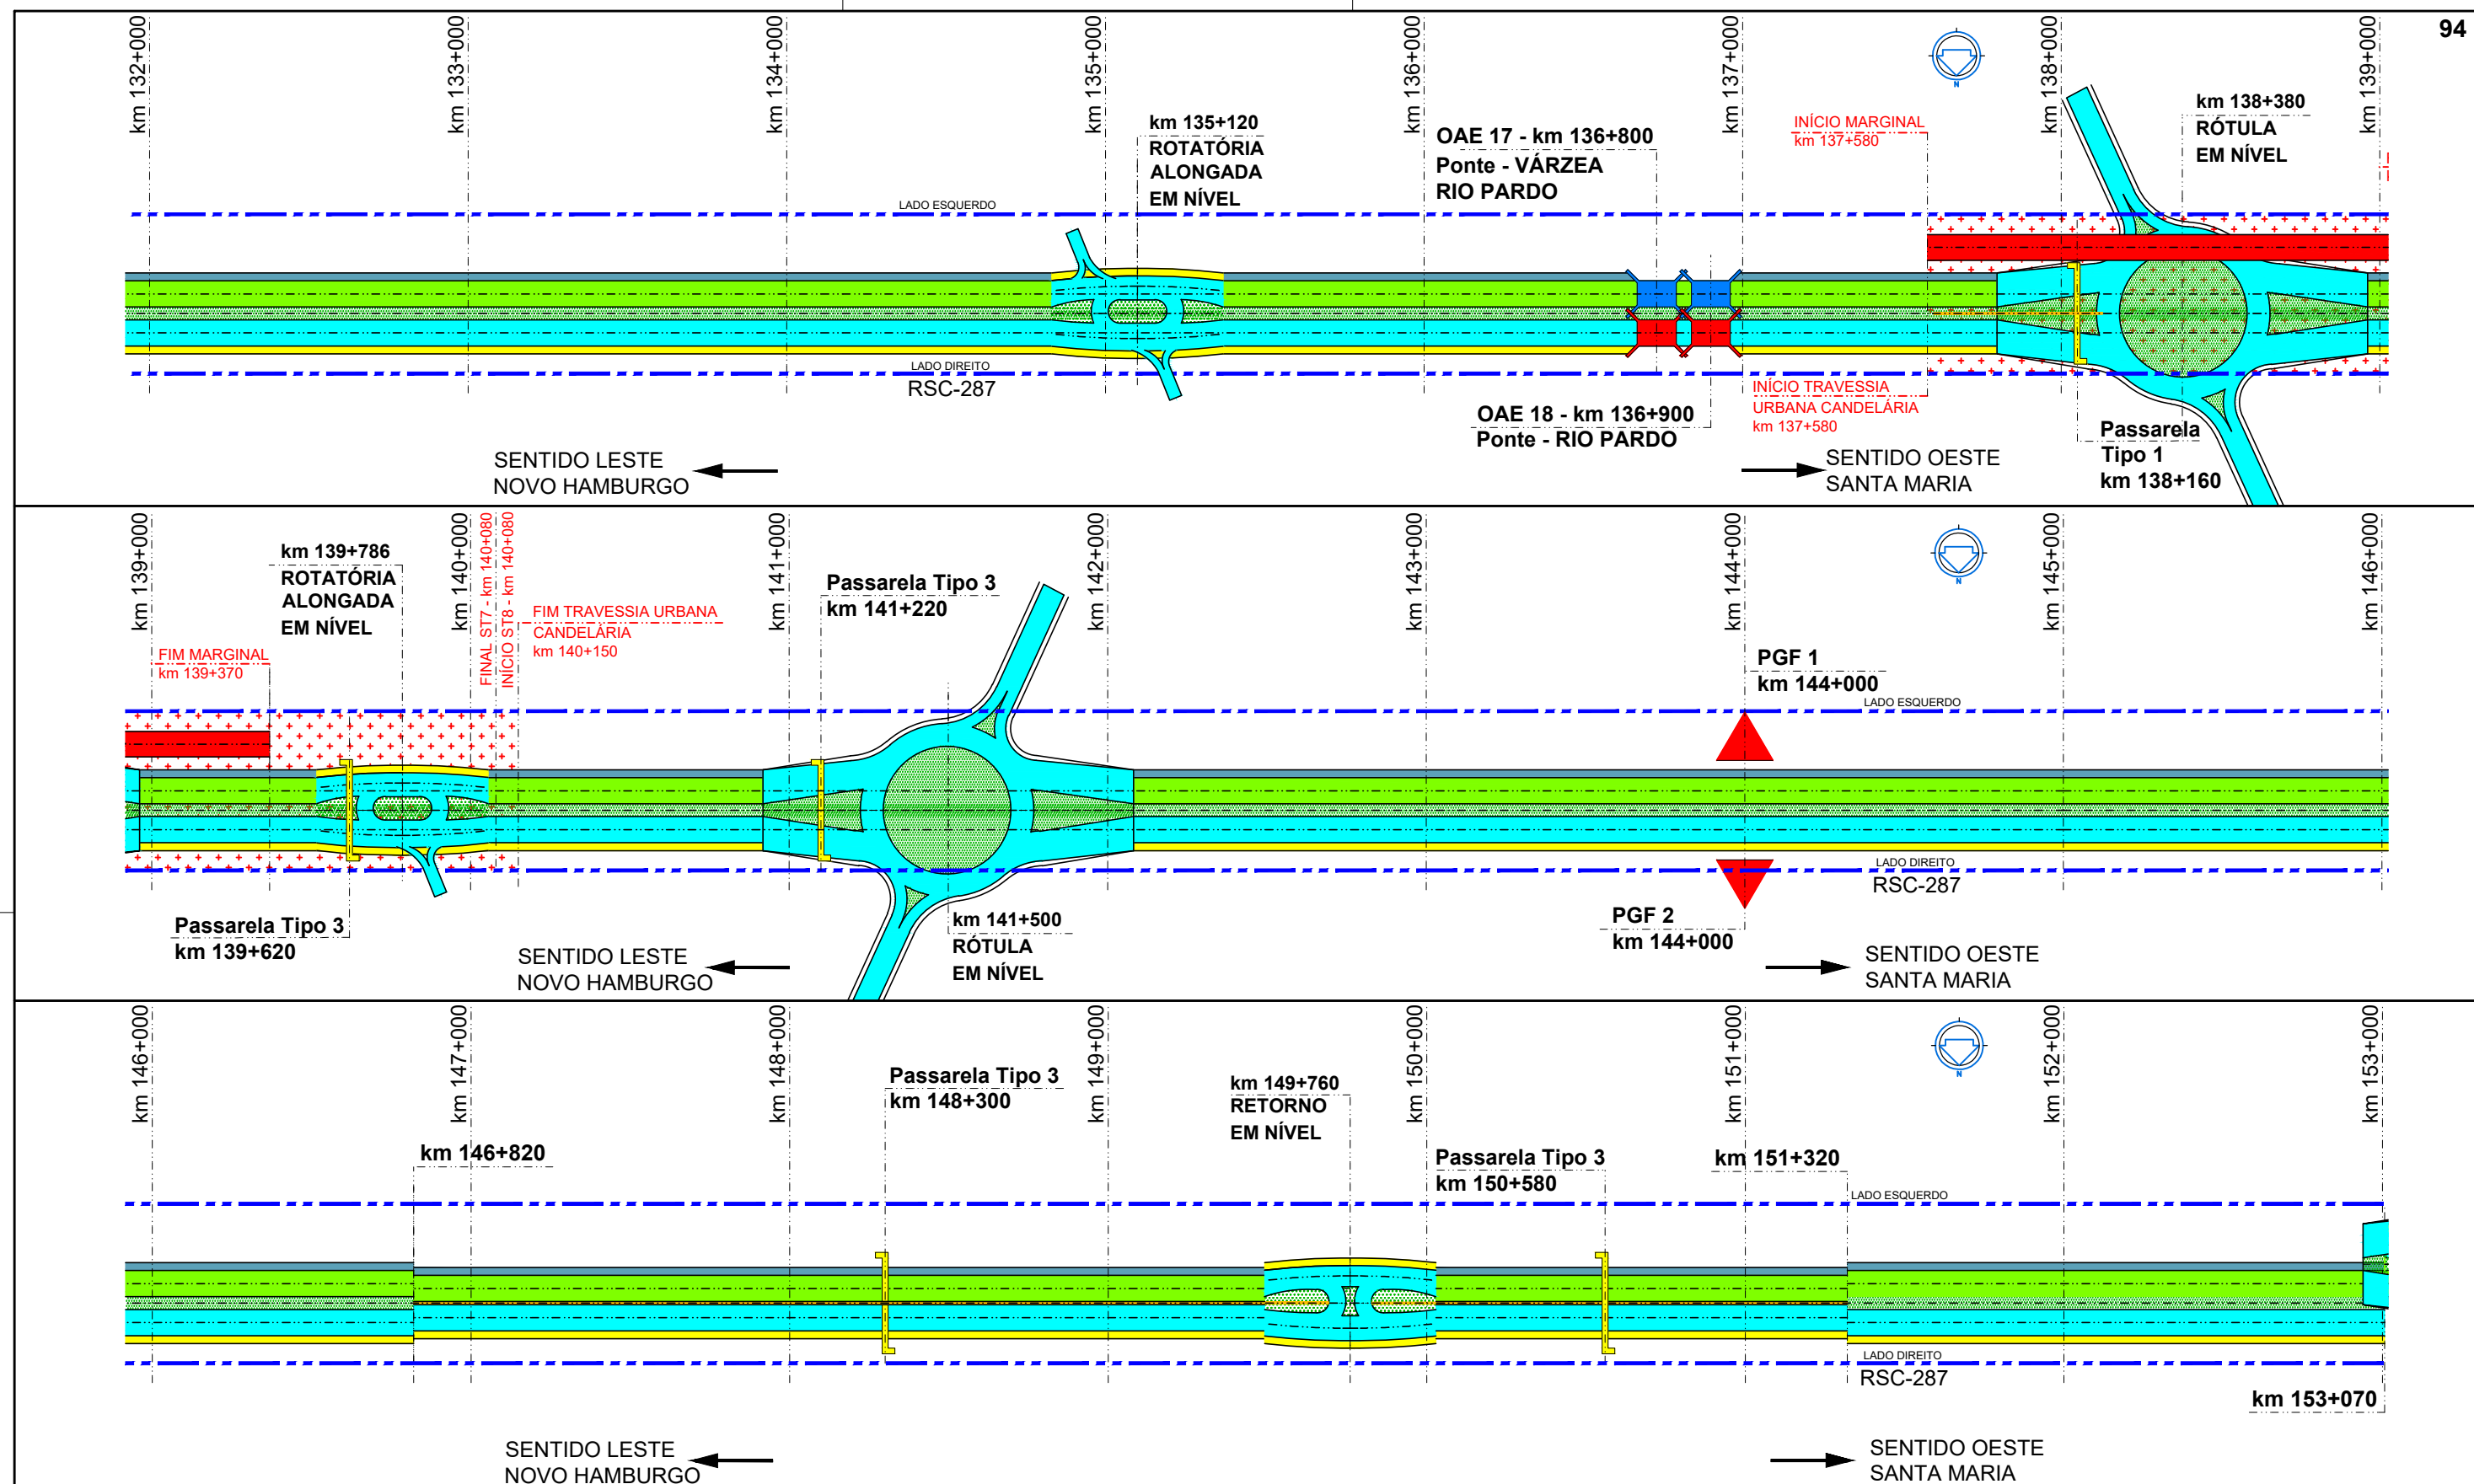 94
km 132+000
km 133+000
km 134+000
km 135+000
km 136+000
km 137+000
km 138+000
km 139+000
km 135+120
ROTATÓRIA
ALONGADA
EM NÍVEL
OAE 17 - km 136+800
Ponte - VÁRZEA
RIO PARDO
INÍCIO MARGINAL
km 137+580
km 138+380
RÓTULA
EM NÍVEL
N
LADO ESQUERDO
LADO DIREITO
RSC-287
OAE 18 - km 136+900
Ponte - RIO PARDO
INÍCIO TRAVESSIA
URBANA CANDELÁRIA
km 137+580
Passarela
Tipo 1
km 138+160
SENTIDO LESTE
NOVO HAMBURGO
SENTIDO OESTE
SANTA MARIA
km 139+000
km 140+000
km 141+000
km 142+000
km 143+000
km 144+000
km 145+000
km 146+000
km 139+786
ROTATÓRIA
ALONGADA
EM NÍVEL
FINAL ST7 - km 140+080
INÍCIO ST8 - km 140+080
FIM TRAVESSIA URBANA
CANDELÁRIA
km 140+150
FIM MARGINAL
km 139+370
Passarela Tipo 3
km 141+220
PGF 1
km 144+000
N
LADO ESQUERDO
LADO DIREITO
RSC-287
Passarela Tipo 3
km 139+620
km 141+500
RÓTULA
EM NÍVEL
PGF 2
km 144+000
SENTIDO LESTE
NOVO HAMBURGO
SENTIDO OESTE
SANTA MARIA
km 146+000
km 147+000
km 148+000
km 149+000
km 150+000
km 151+000
km 152+000
km 153+000
km 146+820
Passarela Tipo 3
km 148+300
km 149+760
RETORNO
EM NÍVEL
Passarela Tipo 3
km 150+580
km 151+320
N
LADO ESQUERDO
LADO DIREITO
RSC-287
km 153+070
SENTIDO LESTE
NOVO HAMBURGO
SENTIDO OESTE
SANTA MARIA